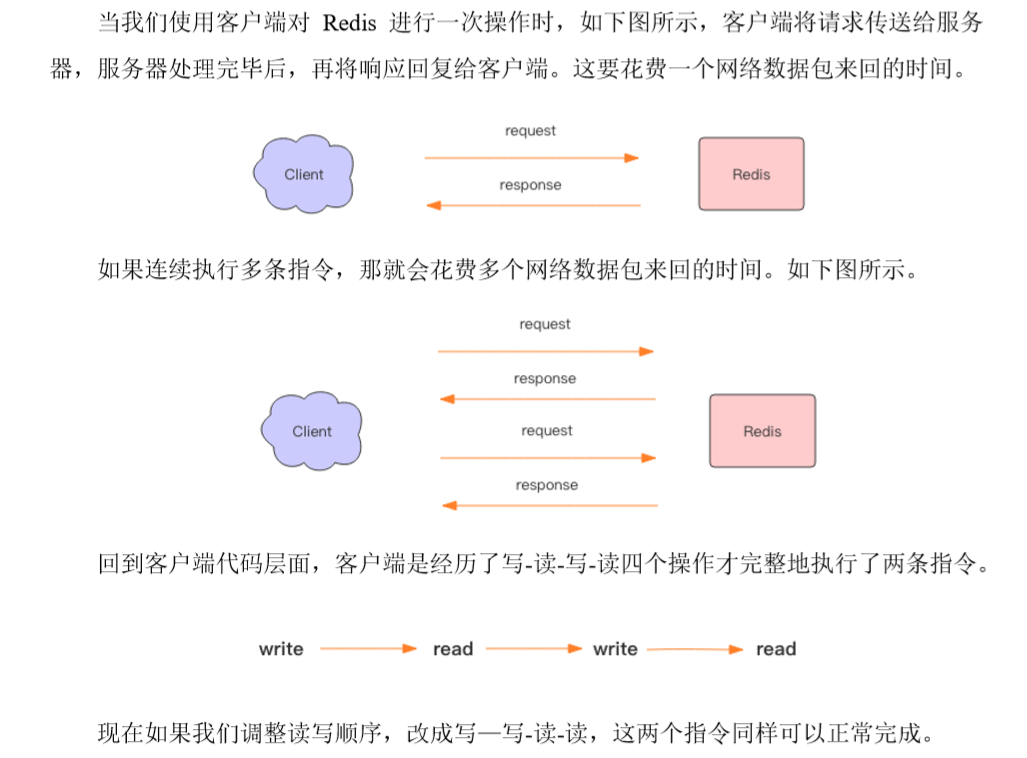 当我们使用客户端对 Redis 进行一次操作时，如下图所示，客户端将请求传送给服务
器，服务器处理完毕后，再将响应回复给客户端。这要花费一个网络数据包来回的时间。
request
Client
Redis
response
如果连续执行多条指令，那就会花费多个网络数据包来回的时间。如下图所示。
request
response
Client
request
Redis
response
回到客户端代码层面，客户端是经历了写-读-写-读四个操作才完整地执行了两条指令。
write read write read
现在如果我们调整读写顺序，改成写—写-读-读，这两个指令同样可以正常完成。